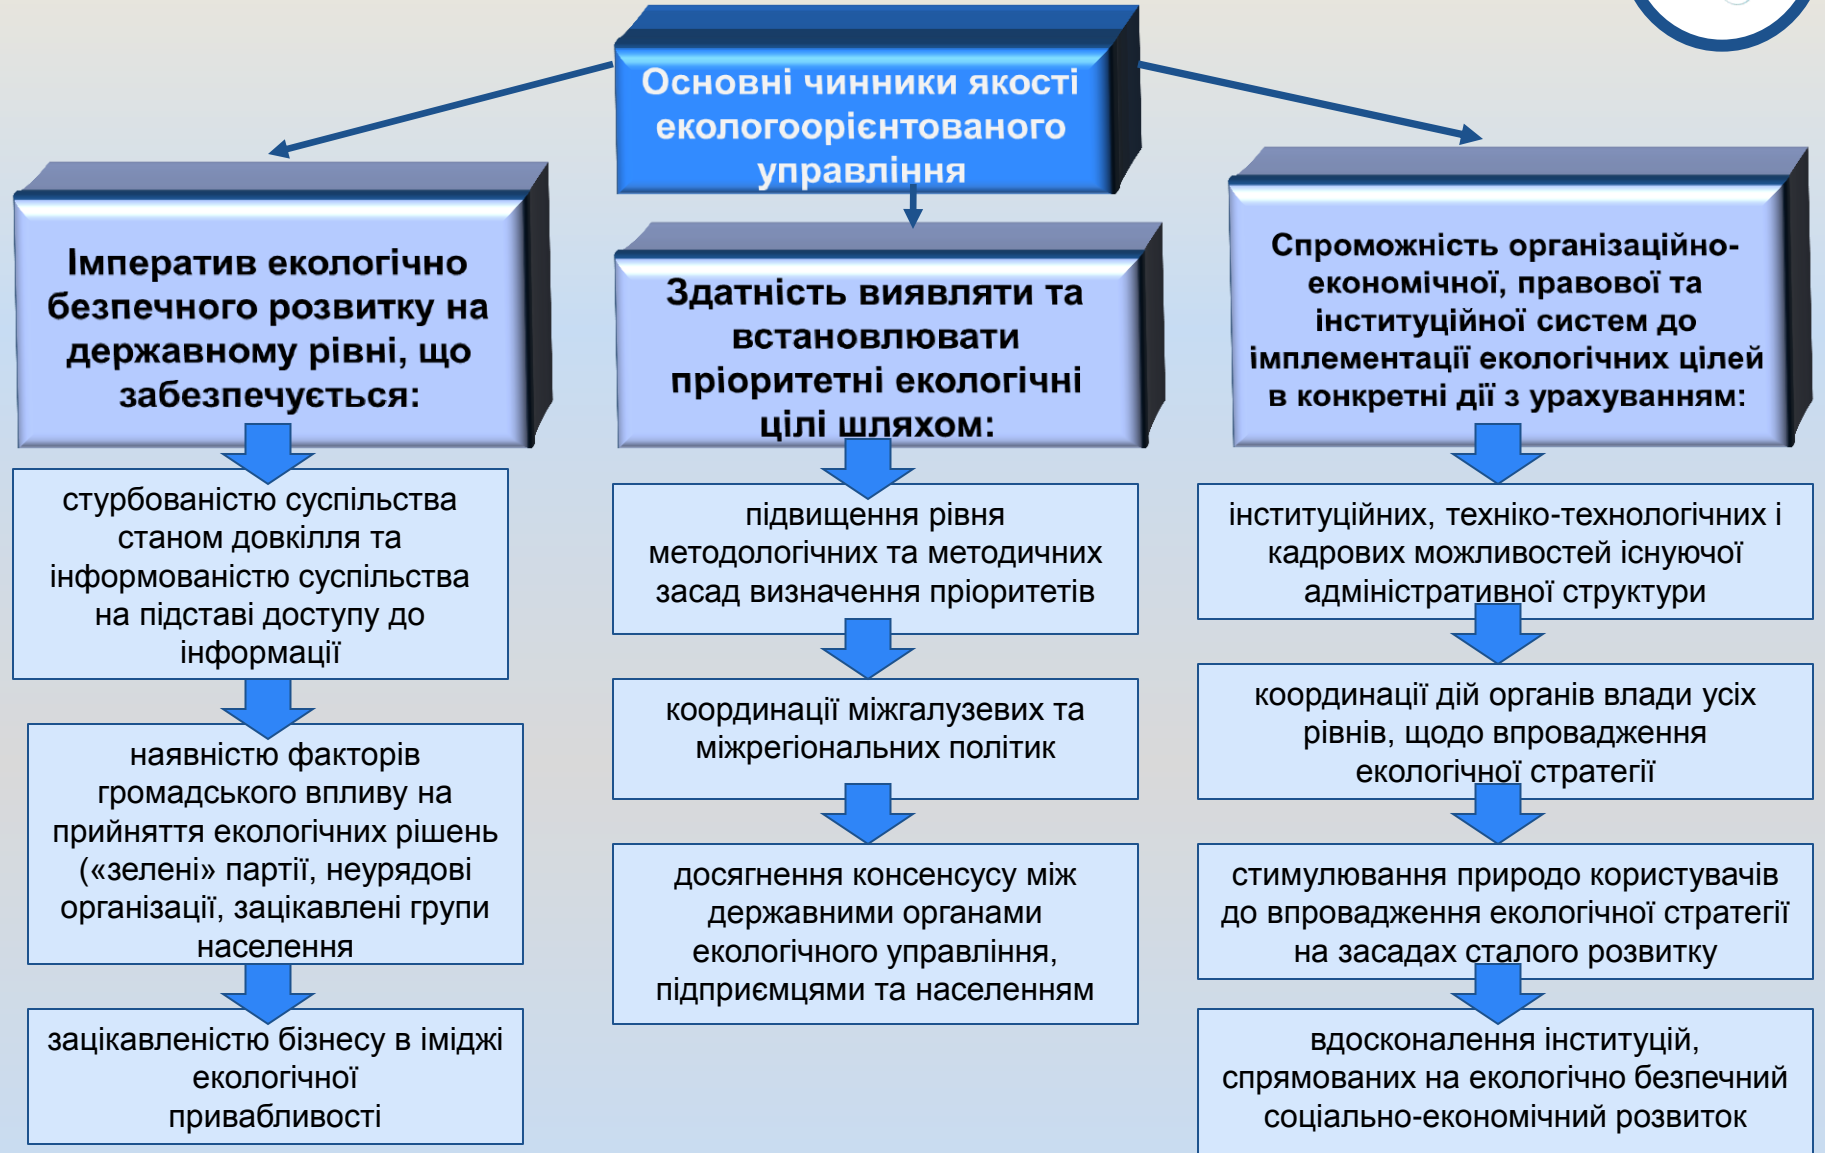 Основні чинники якості
екологоорієнтованого
управління
Імператив екологічно
безпечного розвитку на
державному рівні, що
забезпечується:
стурбованістю суспільства
станом довкілля та
інформованістю суспільства
на підставі доступу до
інформації
наявністю факторів
громадського впливу на
прийняття екологічних рішень
(«зелені» партії, неурядові
організації, зацікавлені групи
населення
зацікавленістю бізнесу в іміджі
екологічної
привабливості
Здатність виявляти та
встановлювати
пріоритетні екологічні
цілі шляхом:
підвищення рівня
методологічних та методичних
засад визначення пріоритетів
координації міжгалузевих та
міжрегіональних політик
досягнення консенсусу між
державними органами
екологічного управління,
підприємцями та населенням
Спроможність організаційно-
економічної, правової та
інституційної систем до
імплементації екологічних цілей
в конкретні дії з урахуванням:
інституційних, техніко-технологічних і
кадрових можливостей існуючої
адміністративної структури
координації дій органів влади усіх
рівнів, щодо впровадження
екологічної стратегії
стимулювання природо користувачів
до впровадження екологічної стратегії
на засадах сталого розвитку
вдосконалення інституцій,
спрямованих на екологічно безпечний
соціально-економічний розвиток